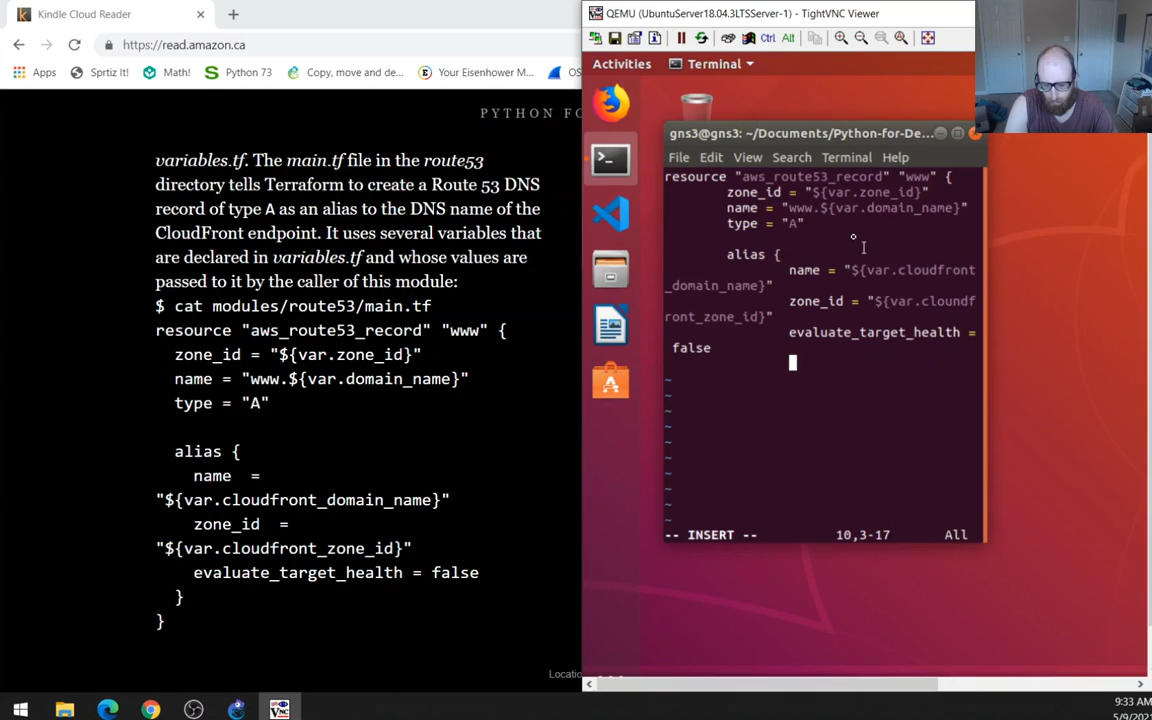 Kindle Cloud Reader
https://read.amazon.ca
Apps
Sprtiz It!
Math!
Python 73
Copy, move and de...
Your Eisenhower M...
OS
PYTHON FO
variables.tf. The main.tf file in the route53
directory tells Terraform to create a Route 53 DNS
record of type A as an alias to the DNS name of the
CloudFront endpoint. It uses several variables that
are declared in variables.tf and whose values are
passed to it by the caller of this module:
$ cat modules/route53/main.tf
resource "aws_route53_record" "www" {
zone_id = "${var.zone_id}"
name = "www.${var.domain_name}"
type = "A"
alias {
name =
"${var.cloudfront_domain_name}"
zone_id =
"${var.cloudfront_zone_id}"
evaluate_target_health = false
}
}
Locatio
QEMU (UbuntuServer18.04.3LTSServer-1) - TightVNC Viewer
Ctrl Alt
Activities
Terminal
gns3@gns3: ~/Documents/Python-for-De...
File Edit View Search Terminal Help
resource "aws_route53_record" "www" {
zone_id = "${var.zone_id}"
name = "www.${var.domain_name}"
type = "A"
alias {
name = "${var.cloudfront
_domain_name}"
zone_id = "${var.cloundf
ront_zone_id}"
evaluate_target_health =
false
~
~
~
~
~
~
~
~
~
~
-- INSERT --
10,3-17
All
9:33 AM
5/9/202